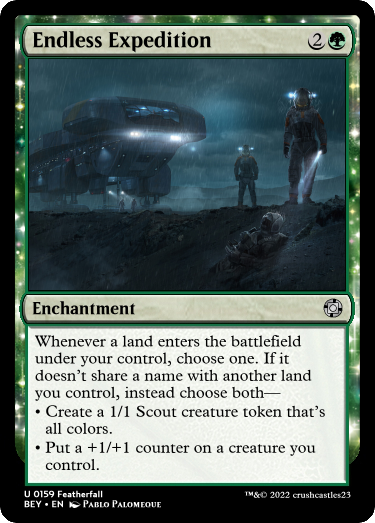 Endless Expedition 2
Enchantment
Whenever a land enters the battlefield
under your control, choose one. If it
doesn't share a name with another land
you control, instead choose both—
• Create a 1/1 Scout creature token that's
all colors.
• Put a +1/+1 counter on a creature you
control.
U 0159 Featherfall
BEY • EN Pablo Palomeque
™&© 2022 crushcastles23